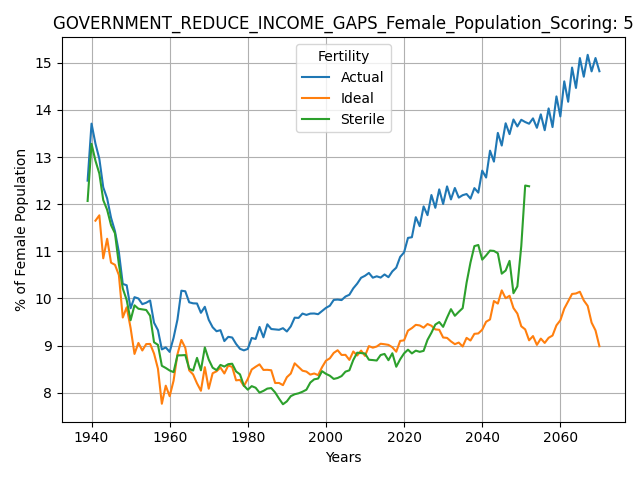 GOVERNMENT_REDUCE_INCOME_GAPS_Female_Population_Scoring: 5
Fertility
Actual
Ideal
Sterile
% of Female Population
15
14
13
12
11
10
9
8
1940 1960 1980 2000 2020 2040 2060
Years